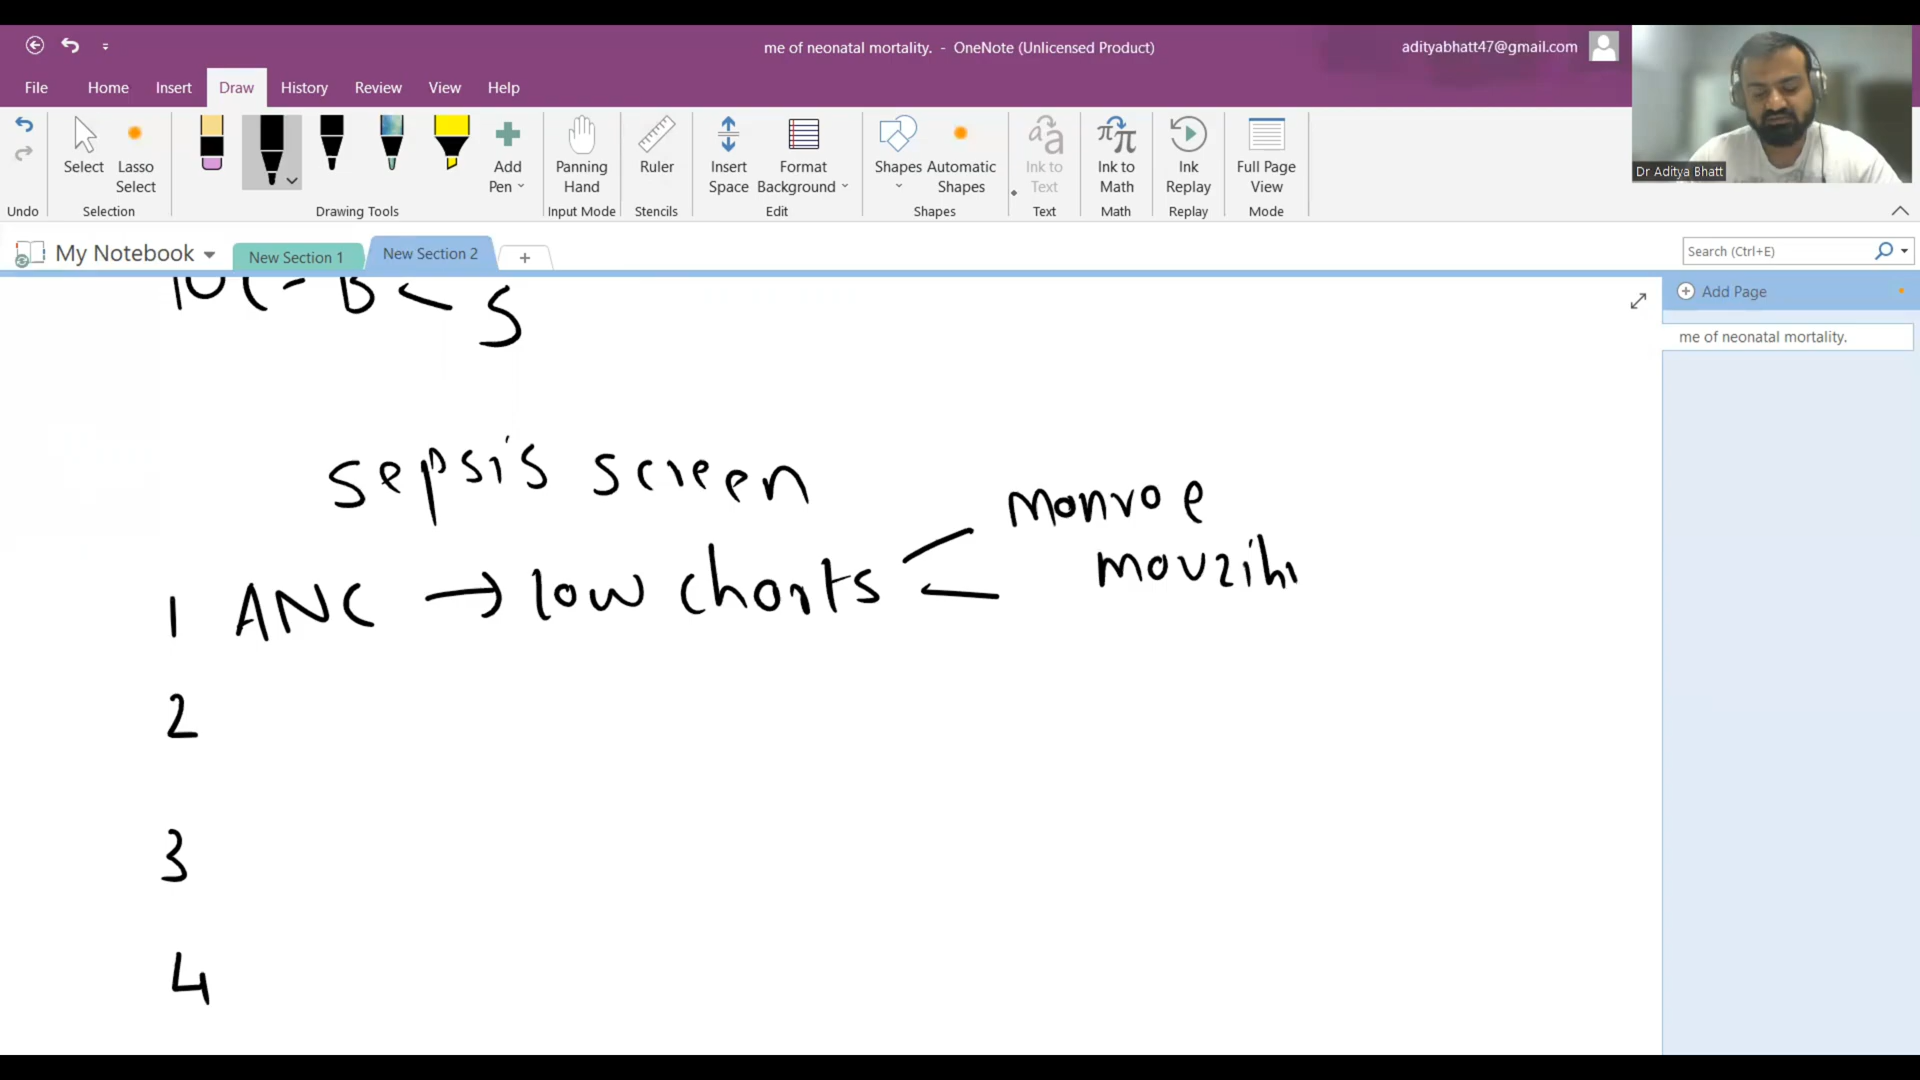 me of neonatal mortality. - OneNote (Unlicensed Product)
adityabhatt47@gmail.com
File Home Insert Draw History Review View Help
Select
Lasso Select
Add Pen
Panning Hand
Ruler
Insert Space
Format Background
Shapes
Automatic Shapes
Ink to Text
Ink to Math
Ink Replay
Full Page View
Undo Selection Drawing Tools Input Mode Stencils Edit Shapes Text Math Replay Mode
Dr Aditya Bhatt
My Notebook New Section 1 New Section 2
Search (Ctrl+E)
Add Page
me of neonatal mortality.
S
sepsis screen
monroe
1 ANC → low charts
2
3
4